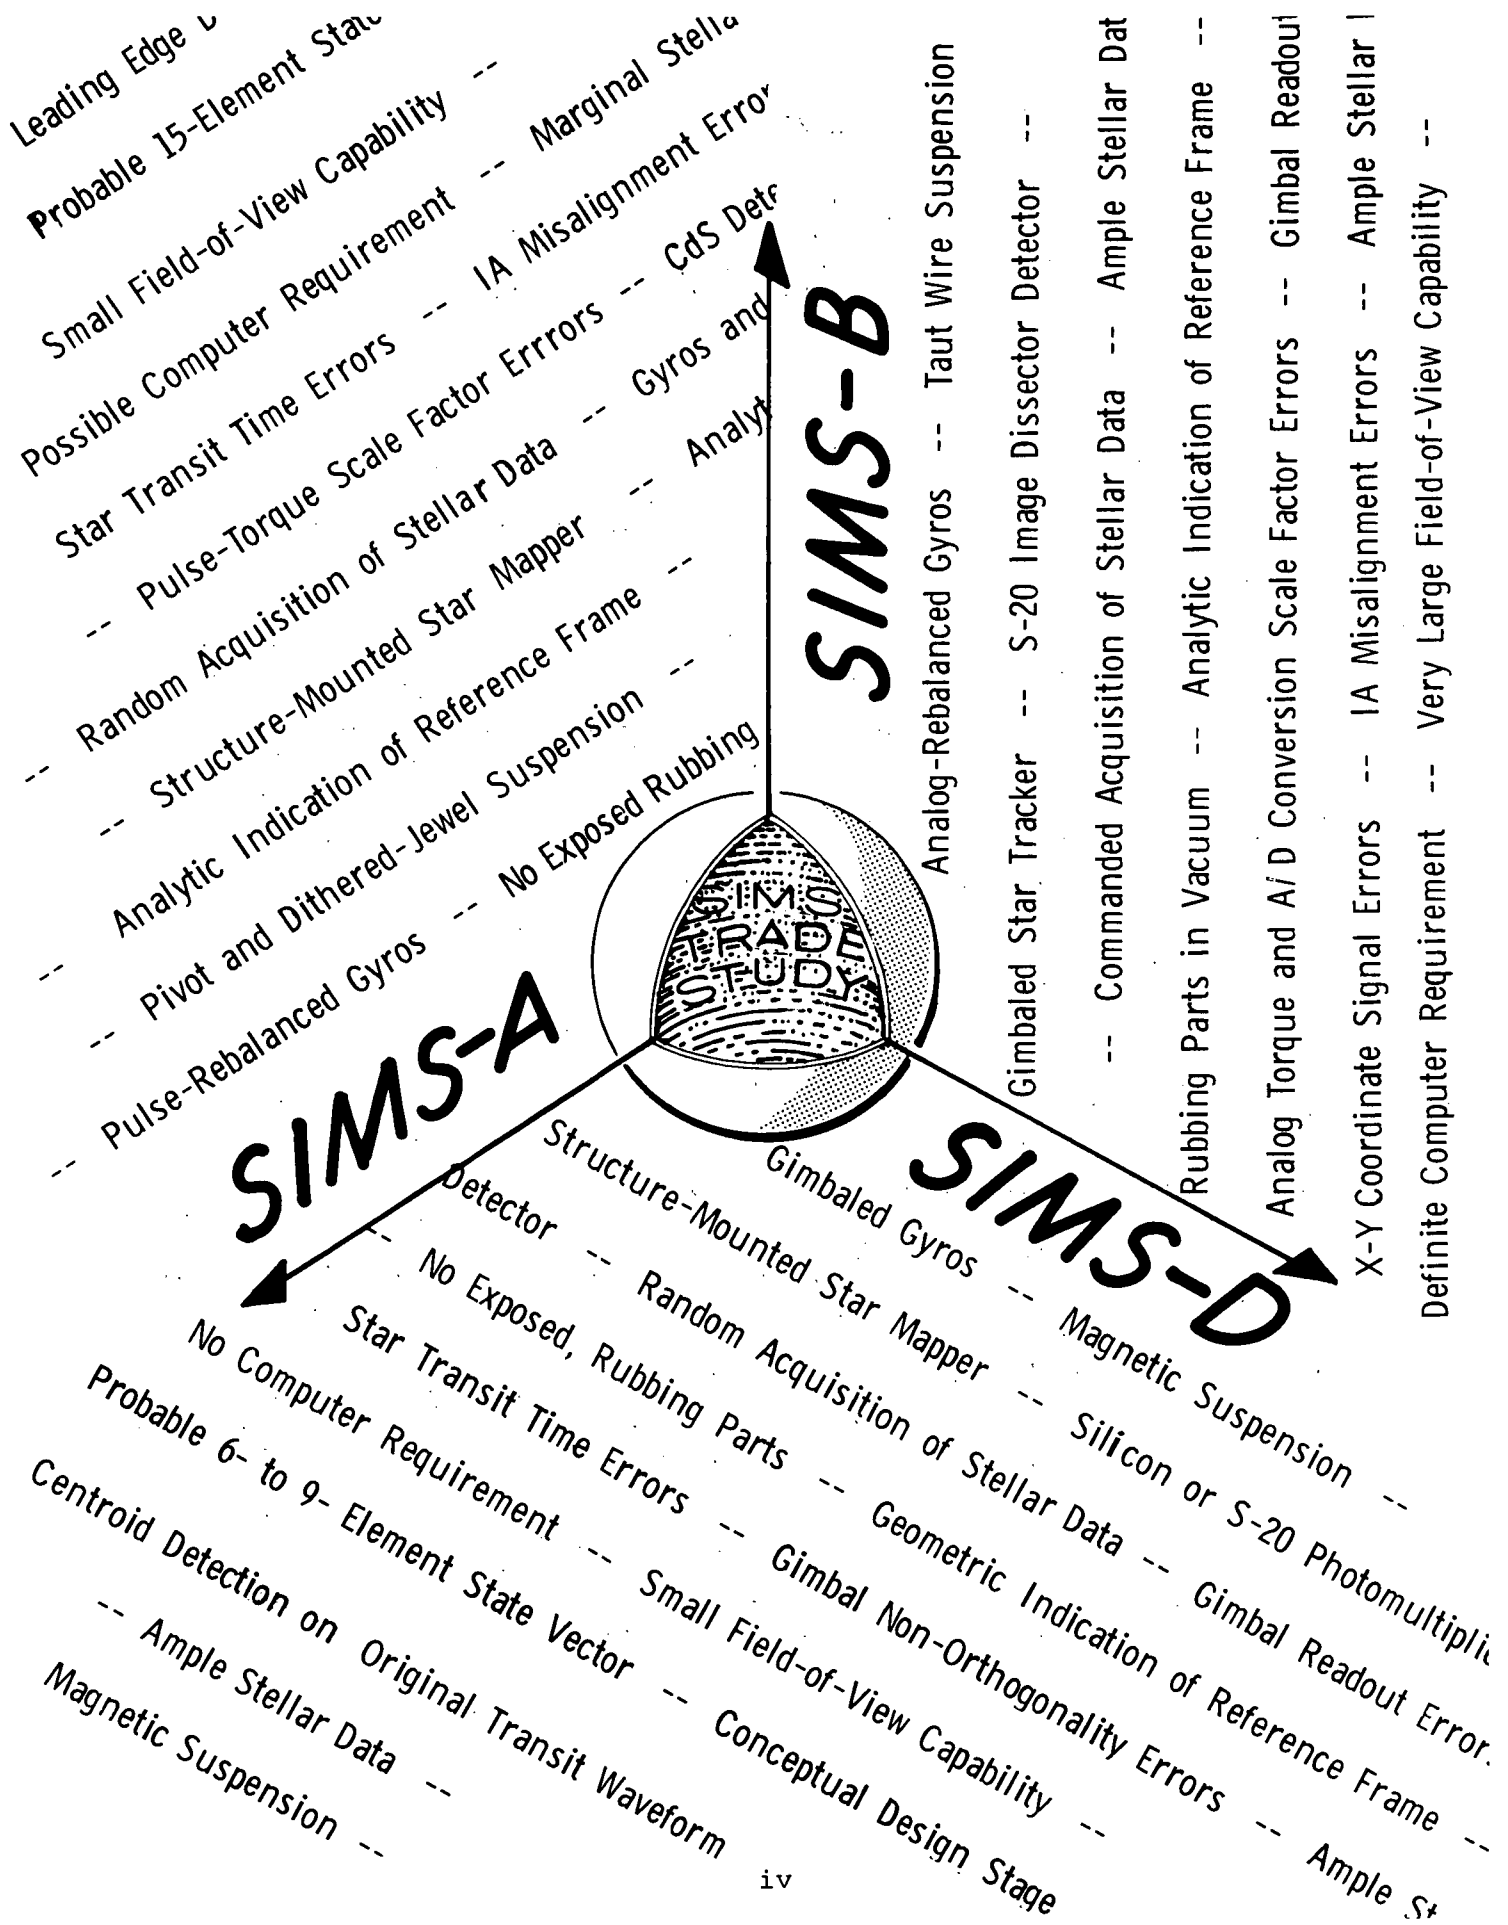 Leading Edge
Probable 15-Element
Small Field-of-View Capability --
Possible Computer Requirement -- Marginal
Star Transit Time Errors -- IA Misalignment
-- Pulse-Torque Scale Factor Errrors -- CdS
-- Random Acquisition of Stellar Data -- Gyros and
-- Structure-Mounted Star Mapper --
-- Analytic Indication of Reference Frame --
-- Pivot and Dithered-Jewel Suspension --
-- Pulse-Rebalanced Gyros -- No Exposed Rubbing
SIMS-A
SIMS-B
Analog-Rebalanced Gyros -- Taut Wire Suspension
Gimbaled Star Tracker -- S-20 Image Dissector Detector --
-- Commanded Acquisition of Stellar Data -- Ample Stellar
Rubbing Parts in Vacuum -- Analytic Indication of Reference Frame --
Analog Torque and A/D Conversion Scale Factor Errors -- Gimbal
X-Y Coordinate Signal Errors -- IA Misalignment Errors -- Ample Stellar
Definite Computer Requirement -- Very Large Field-of-View Capability --
SIMS
TRADE
STUDY
SIMS-D
Gimbaled Gyros -- Magnetic Suspension --
Structure-Mounted Star Mapper -- Silicon or S-20
Detector -- Random Acquisition of Stellar Data -- Gimbal Readout
-- No Exposed, Rubbing Parts -- Geometric Indication of Reference Frame --
Star Transit Time Errors -- Gimbal Non-Orthogonality Errors -- Ample
No Computer Requirement -- Small Field-of-View Capability --
Probable 6- to 9- Element State Vector -- Conceptual Design Stage
Centroid Detection on Original Transit Waveform
-- Ample Stellar Data --
Magnetic Suspension --
iv